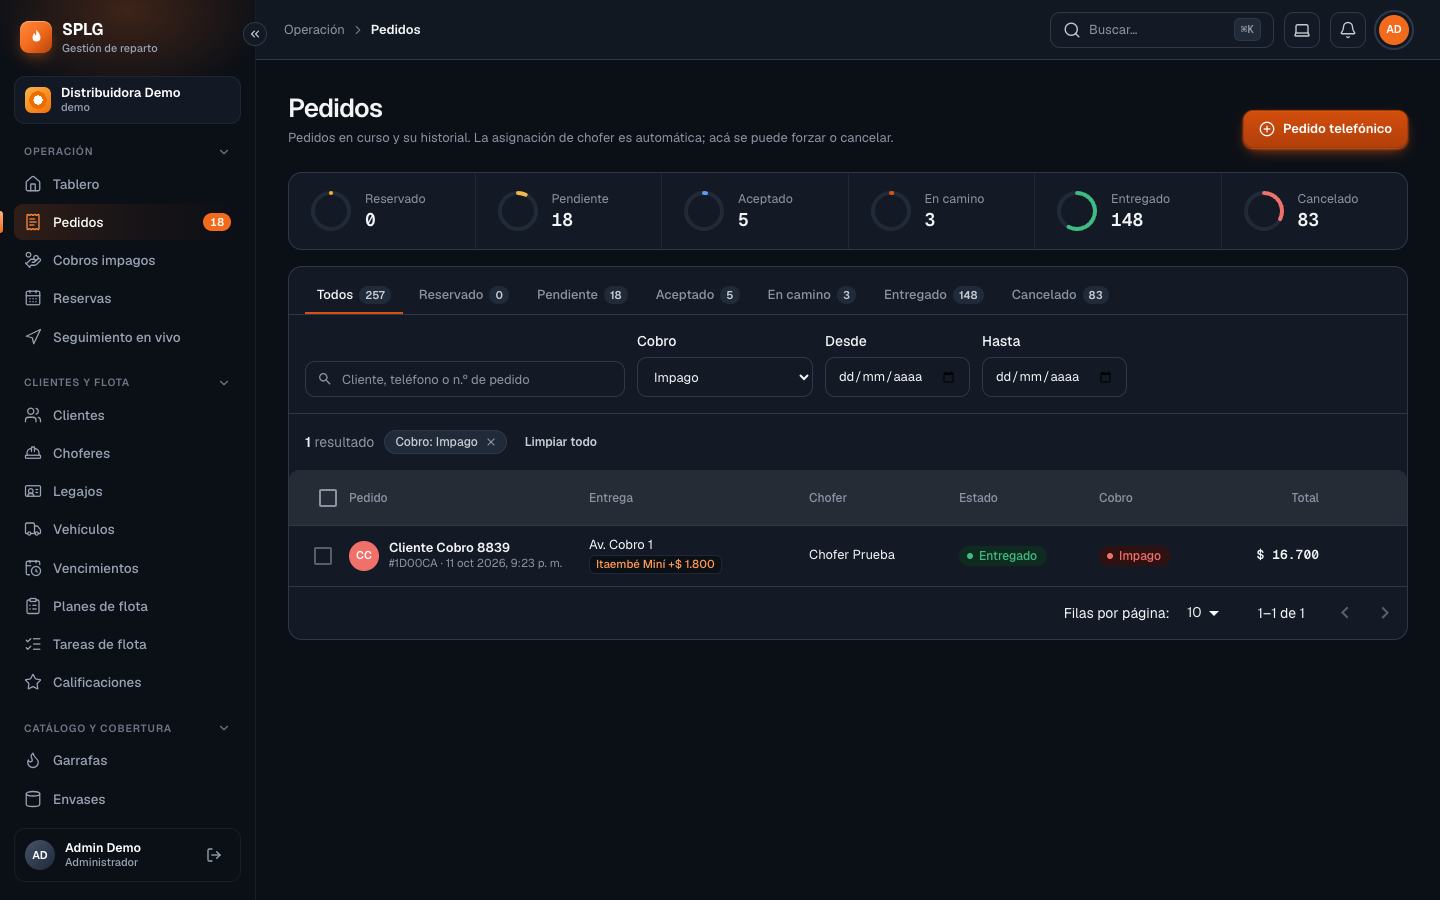 SPLG
Gestión de reparto
Distribuidora Demo
demo
OPERACIÓN
Tablero
Pedidos 18
Cobros impagos
Reservas
Seguimiento en vivo
CLIENTES Y FLOTA
Clientes
Choferes
Legajos
Vehículos
Vencimientos
Planes de flota
Tareas de flota
Calificaciones
CATÁLOGO Y COBERTURA
Garrafas
Envases
AD Admin Demo
Administrador
Operación > Pedidos
Buscar... ⌘K
AD
Pedidos
Pedidos en curso y su historial. La asignación de chofer es automática; acá se puede forzar o cancelar.
Pedido telefónico
Reservado
0
Pendiente
18
Aceptado
5
En camino
3
Entregado
148
Cancelado
83
Todos 257 Reservado 0 Pendiente 18 Aceptado 5 En camino 3 Entregado 148 Cancelado 83
Cobro Desde Hasta
Cliente, teléfono o n.º de pedido Impago dd/mm/aaaa dd/mm/aaaa
1 resultado Cobro: Impago × Limpiar todo
Pedido Entrega Chofer Estado Cobro Total
CC Cliente Cobro 8839
#1D00CA · 11 oct 2026, 9:23 p. m.
Av. Cobro 1
Itaembé Miní +$ 1.800
Chofer Prueba
Entregado
Impago
$ 16.700
Filas por página: 10 1–1 de 1